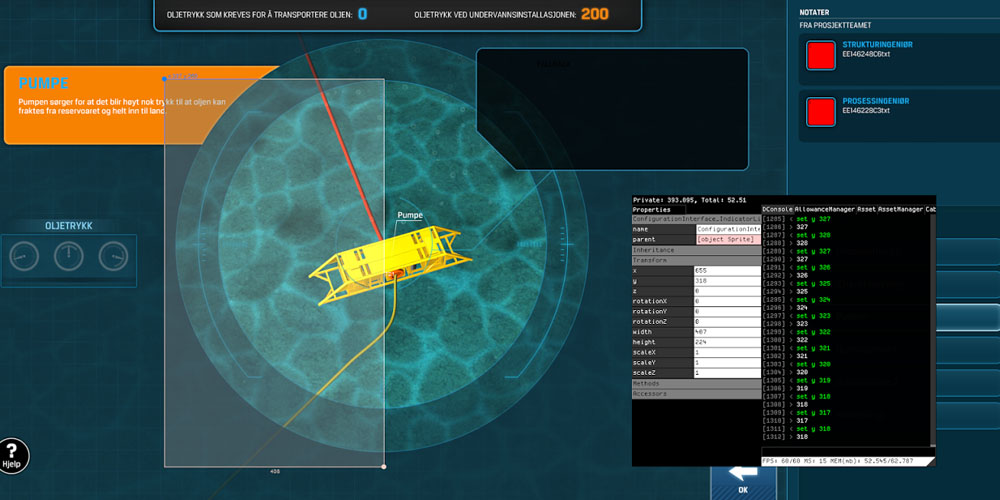 OLJETRYKK SOM KREVES FOR Å TRANSPORTERE OLJEN: 0
OLJETRYKK VED UNDERVANNSINSTALLASJONEN: 200
NOTATER
FRA PROSJEKTTEAMET
STRUKTURINGENIØR
EEI46248C6txt
PROSESSINGENIØR
EEI46228C3txt
PUMPE
Pumpen sørger for at det blir høyt nok trykk til at oljen kan
fraktes fra reservoaret og helt inn til land.
OLJETRYKK
Pumpe
408
Hjelp
OK
Private: 393.095, Total: 52.51
Properties
ConfigurationInterface_IndicatorLi
name ConfigurationInte
parent [object Sprite]
Inheritance
Transform
x 655
y 318
z 0
rotationX 0
rotationY 0
rotationZ 0
width 407
height 224
scaleX 1
scaleY 1
scaleZ 1
Methods
Accessors
DConsole AllowanceManager Asset AssetManager Cab
[1285] < set y 327
[1286] > 327
[1287] < set y 328
[1288] > 328
[1289] < set y 327
[1290] > 327
[1291] < set y 326
[1292] > 326
[1293] < set y 325
[1294] > 325
[1295] < set y 324
[1296] > 324
[1297] < set y 323
[1298] > 323
[1299] < set y 322
[1300] > 322
[1301] < set y 321
[1302] > 321
[1303] < set y 320
[1304] > 320
[1305] < set y 319
[1306] > 319
[1307] < set y 318
[1308] > 318
[1309] < set y 317
[1310] > 317
[1311] < set y 318
[1312] > 318
FPS: 60/60 MS: 15 MEM(mb): 52.545/62.787